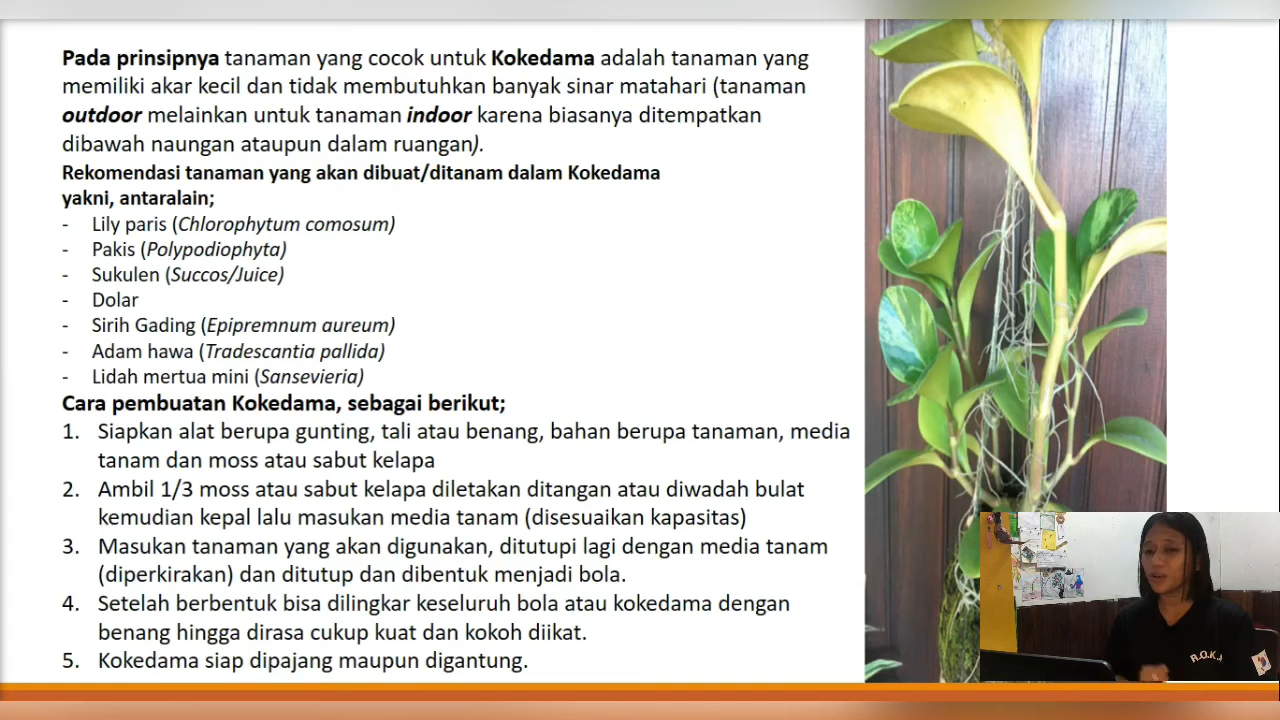 Pada prinsipnya tanaman yang cocok untuk Kokedama adalah tanaman yang
memiliki akar kecil dan tidak membutuhkan banyak sinar matahari (tanaman
outdoor melainkan untuk tanaman indoor karena biasanya ditempatkan
dibawah naungan ataupun dalam ruangan).
Rekomendasi tanaman yang akan dibuat/ditanam dalam Kokedama
yakni, antaralain;
- Lily paris (Chlorophytum comosum)
- Pakis (Polypodiophyta)
- Sukulen (Succos/Juice)
- Dolar
- Sirih Gading (Epipremnum aureum)
- Adam hawa (Tradescantia pallida)
- Lidah mertua mini (Sansevieria)
Cara pembuatan Kokedama, sebagai berikut;
1. Siapkan alat berupa gunting, tali atau benang, bahan berupa tanaman, media
tanam dan moss atau sabut kelapa
2. Ambil 1/3 moss atau sabut kelapa diletakan ditangan atau diwadah bulat
kemudian kepal lalu masukan media tanam (disesuaikan kapasitas)
3. Masukan tanaman yang akan digunakan, ditutupi lagi dengan media tanam
(diperkirakan) dan ditutup dan dibentuk menjadi bola.
4. Setelah berbentuk bisa dilingkar keseluruh bola atau kokedama dengan
benang hingga dirasa cukup kuat dan kokoh diikat.
5. Kokedama siap dipajang maupun digantung.